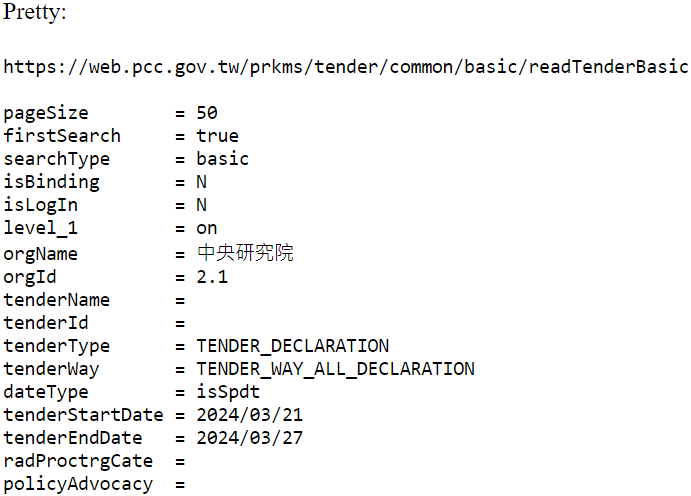 Pretty:
https://web.pcc.gov.tw/prkms/tender/common/basic/readTenderBasic
pageSize = 50
firstSearch = true
searchType = basic
isBinding = N
isLogIn = N
level_1 = on
orgName = 中央研究院
orgId = 2.1
tenderName =
tenderId =
tenderType = TENDER_DECLARATION
tenderWay = TENDER_WAY_ALL_DECLARATION
dateType = isSpdt
tenderStartDate = 2024/03/21
tenderEndDate = 2024/03/27
radProctrgCate =
policyAdvocacy =